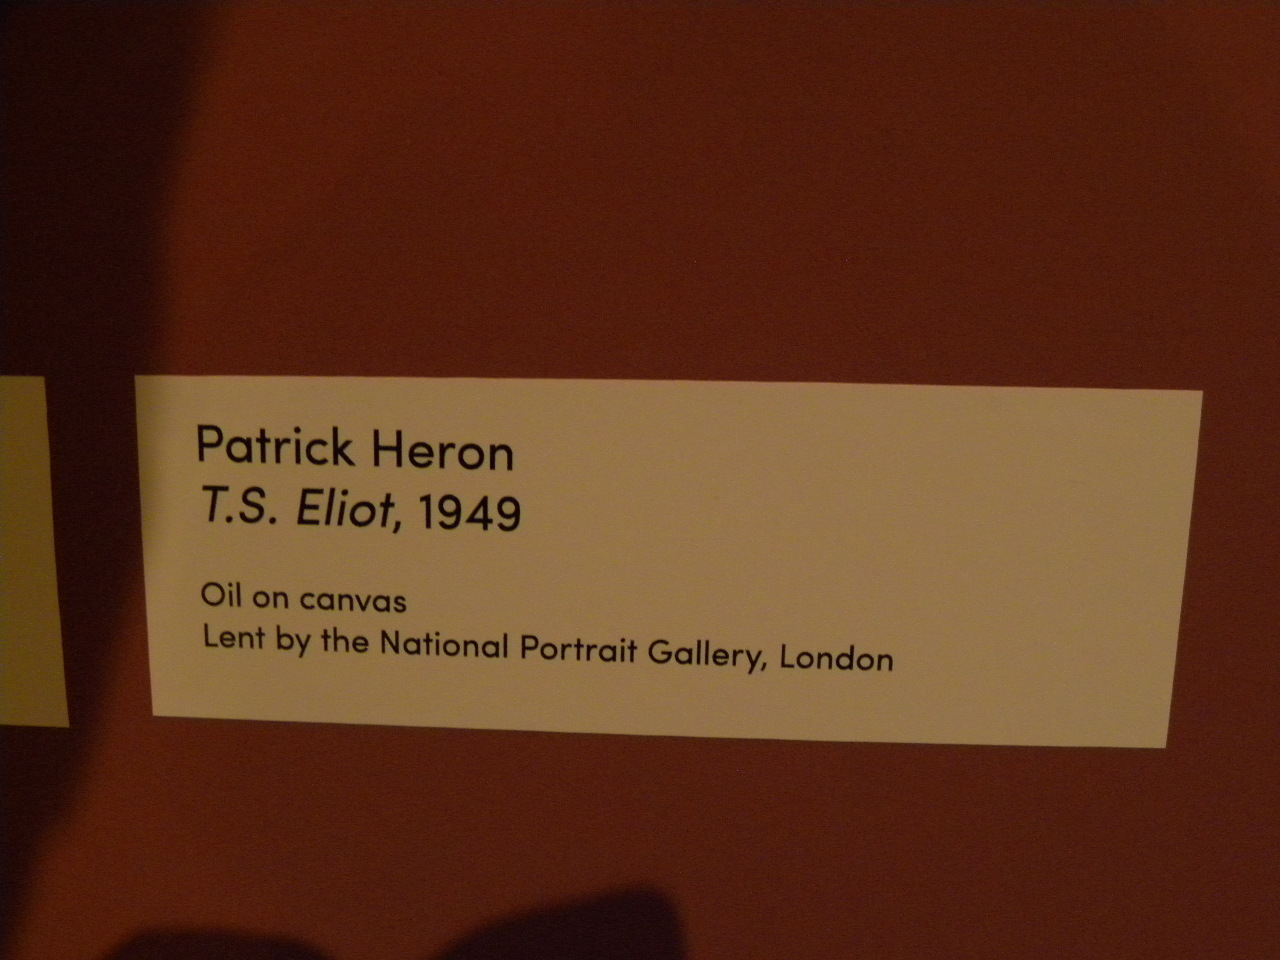 Patrick Heron
T.S. Eliot, 1949
Oil on canvas
Lent by the National Portrait Gallery, London